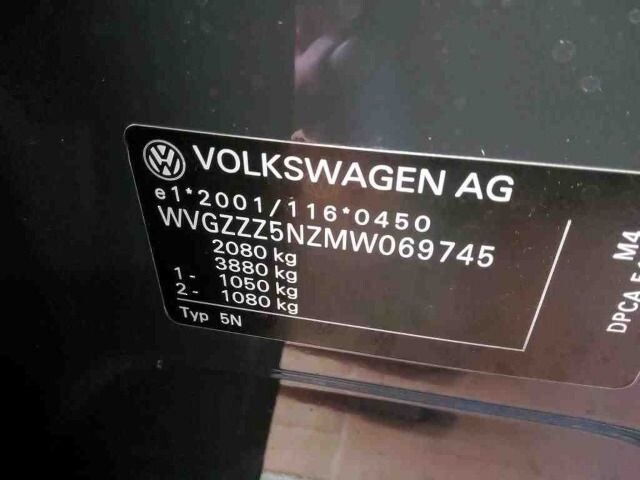 VOLKSWAGEN AG
e1*2001/116*0450
WVGZZZ5NZMW069745
2080 kg
3880 kg
1- 1050 kg
2- 1080 kg
Typ 5N
M4
DPCA